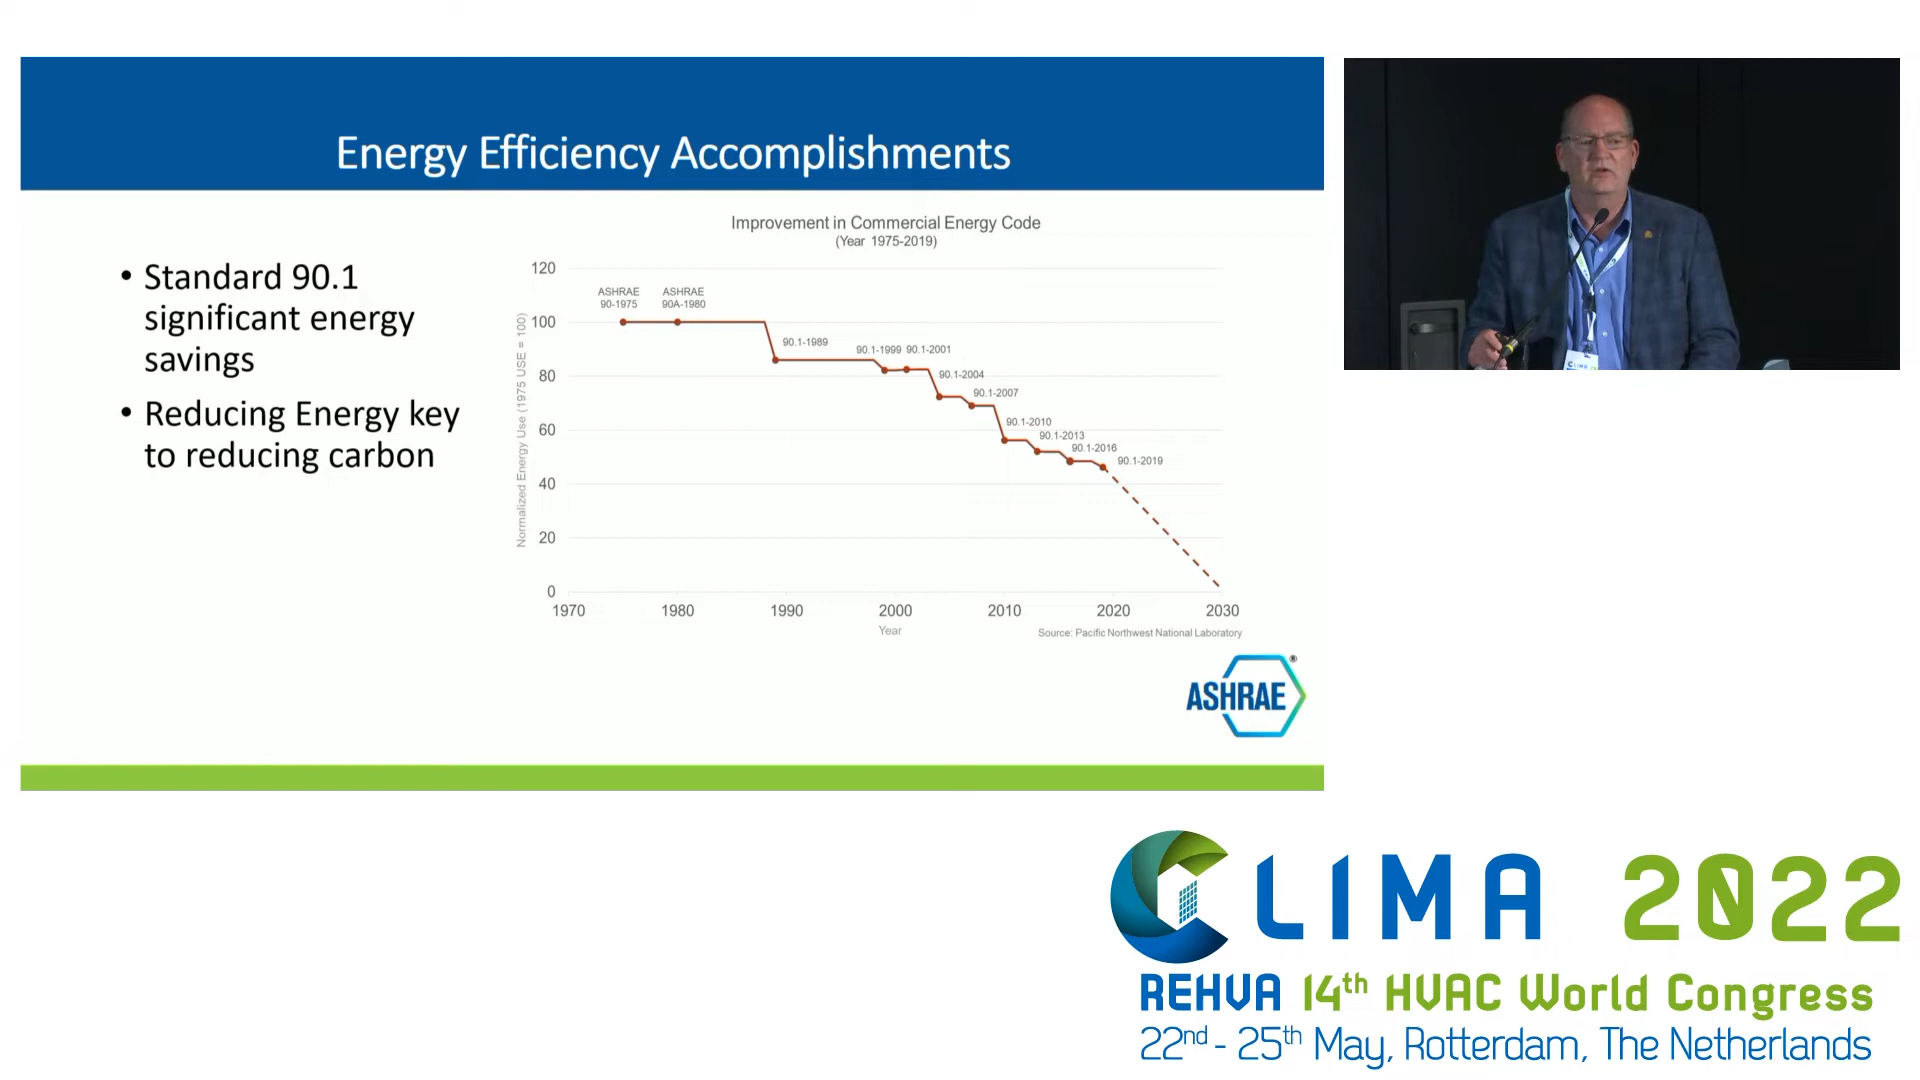 Energy Efficiency Accomplishments
• Standard 90.1
significant energy
savings
• Reducing Energy key
to reducing carbon
Improvement in Commercial Energy Code
(Year 1975-2019)
Normalized Energy Use (1975 USE = 100)
120
100
80
60
40
20
0
ASHRAE
90-1975
ASHRAE
90A-1980
90.1-1989
90.1-1999
90.1-2001
90.1-2004
90.1-2007
90.1-2010
90.1-2013
90.1-2016
90.1-2019
1970
1980
1990
2000
2010
2020
2030
Year
Source: Pacific Northwest National Laboratory
ASHRAE®
CLIMA 2022
REHVA 14th HVAC World Congress
22nd - 25th May, Rotterdam, The Netherlands